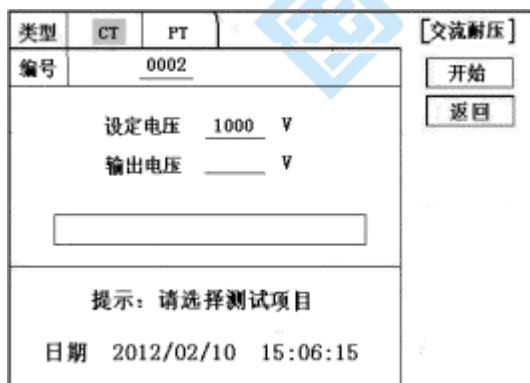 类型 CT PT [交流耐压]
编号 0002 开始
返回
设定电压 1000 V
输出电压 V
提示：请选择测试项目
日期 2012/02/10 15:06:15